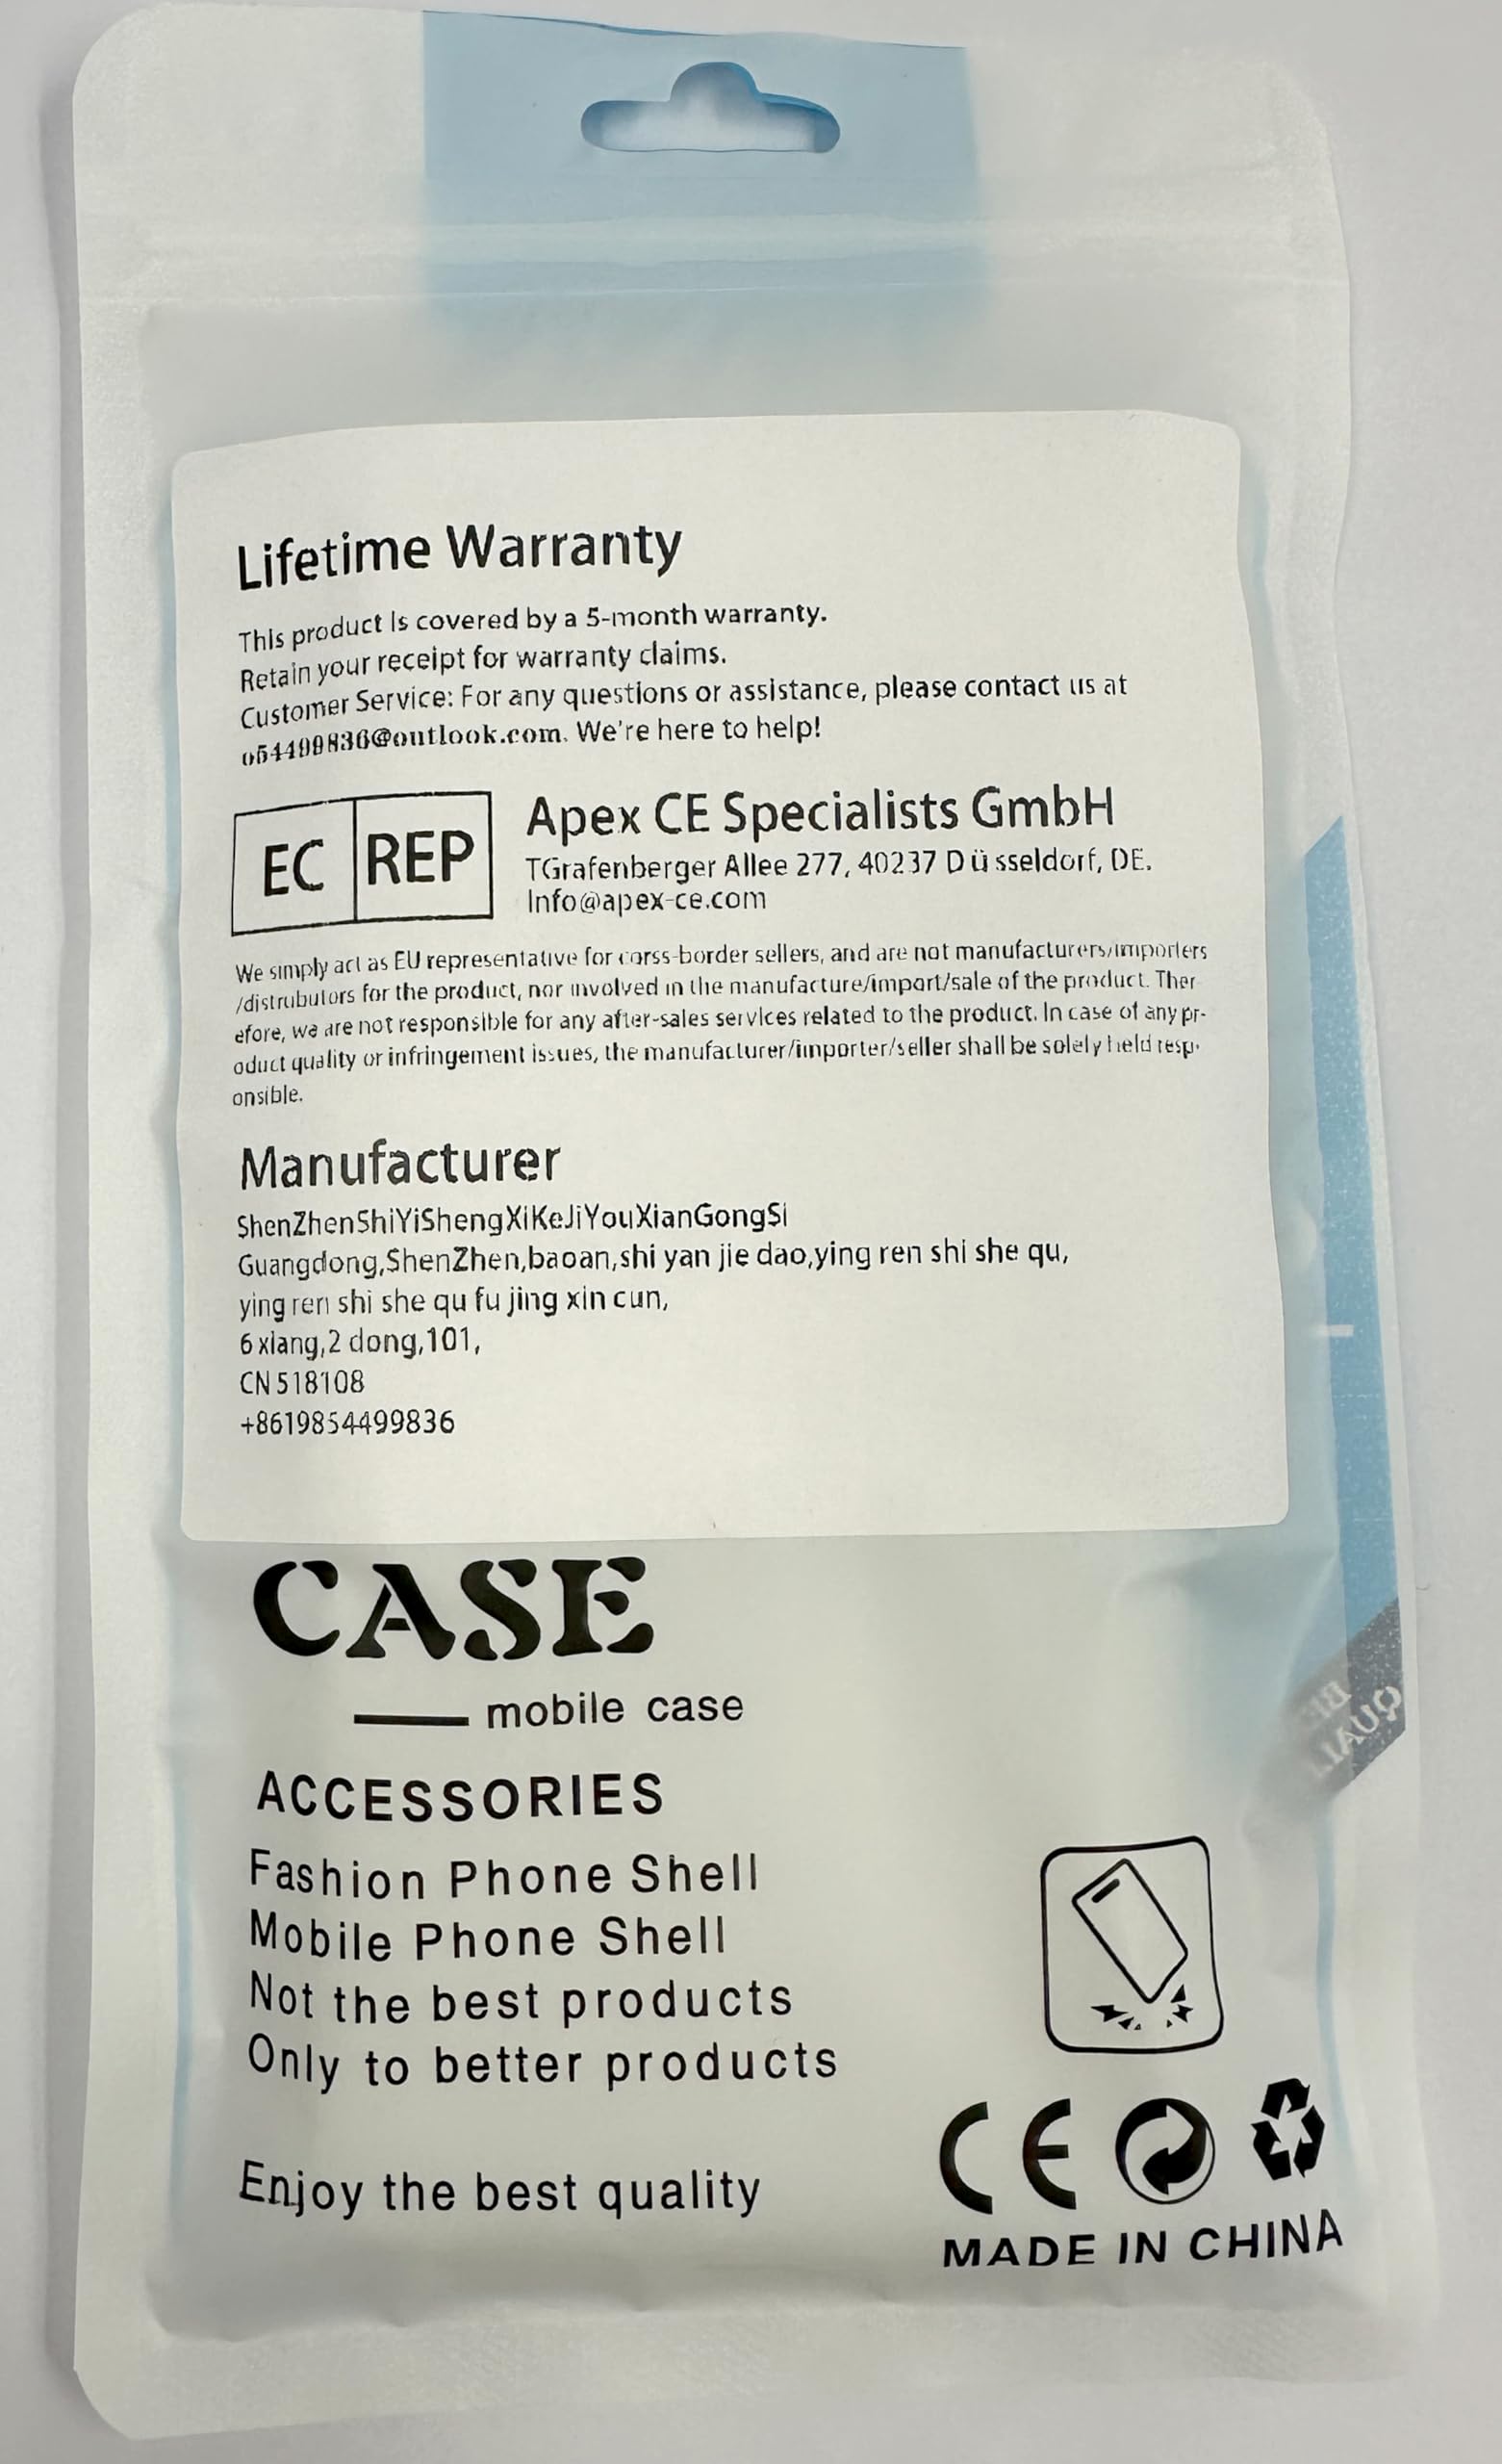 Lifetime Warranty
This product is covered by a 5-month warranty.
Retain your receipt for warranty claims.
Customer Service: For any questions or assistance, please contact us at
o54499836@outlook.com. We're here to help!
EC REP
Apex CE Specialists GmbH
TGrafenberger Allee 277, 40237 Dü sseldorf, DE.
Info@apex-ce.com
We simply act as EU representative for corss-border sellers, and are not manufacturers/importers
/distrubutors for the product, nor involved in the manufacture/import/sale of the product. Ther
efore, we are not responsible for any after-sales services related to the product. In case of any pr-
oduct quality or infringement issues, the manufacturer/importer/seller shall be solely held resp-
onsible.
Manufacturer
ShenZhenShiYiShengXiKeJiYouXianGongSi
Guangdong,ShenZhen,baoan,shi yan jie dao,ying ren shi she qu,
ying ren shi she qu fu jing xin cun,
6 xiang,2 dong,101,
CN 518108
+8619854499836
CASE
mobile case
ACCESSORIES
Fashion Phone Shell
Mobile Phone Shell
Not the best products
Only to better products
Enjoy the best quality
CE
MADE IN CHINA